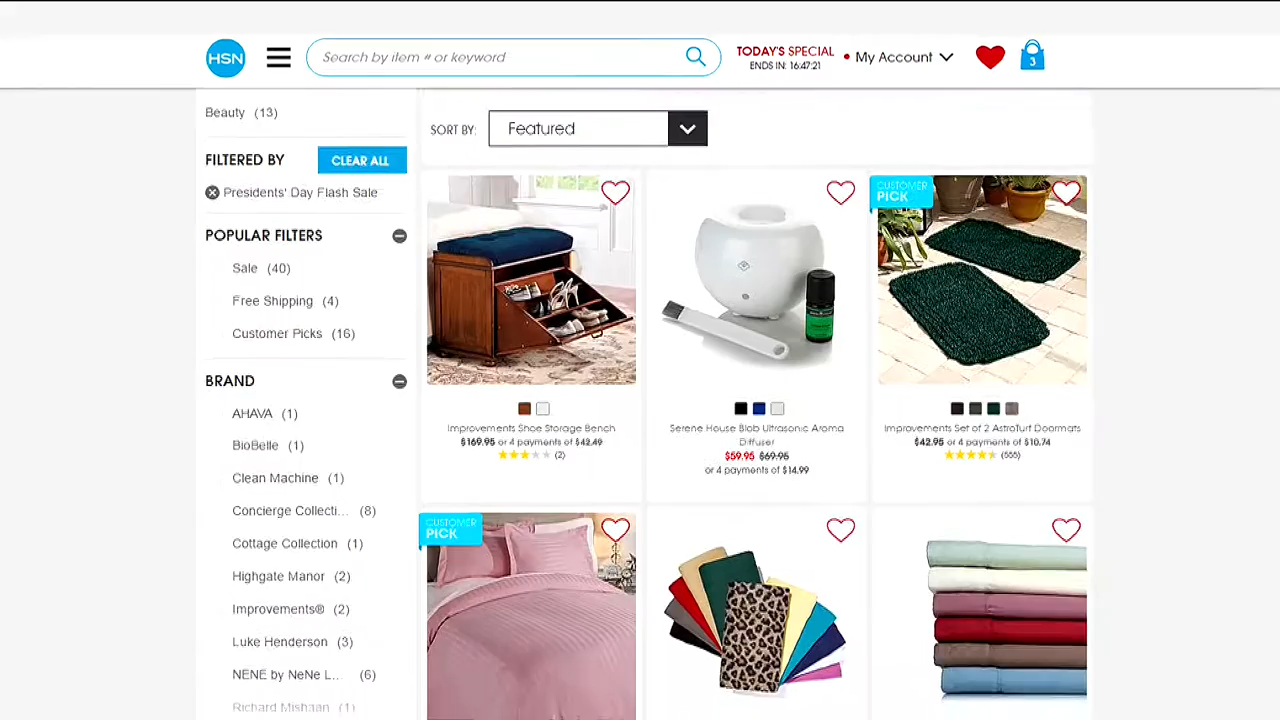 HSN
Search by item # or keyword
TODAY'S SPECIAL
ENDS IN: 16:47:21
My Account
3
Beauty (13)
FILTERED BY
CLEAR ALL
Presidents' Day Flash Sale
POPULAR FILTERS
Sale (40)
Free Shipping (4)
Customer Picks (16)
BRAND
AHAVA (1)
BioBelle (1)
Clean Machine (1)
Concierge Collecti... (8)
Cottage Collection (1)
Highgate Manor (2)
Improvements® (2)
Luke Henderson (3)
NENE by NeNe L... (6)
Richard Mishaan (1)
SORT BY:
Featured
Improvements Shoe Storage Bench
$169.95 or 4 payments of $42.49
(2)
Serene House Blob Ultrasonic Aroma
Diffuser
$59.95 $69.95
or 4 payments of $14.99
CUSTOMER
PICK
Improvements Set of 2 AstroTurf Doormats
$42.95 or 4 payments of $10.74
(555)
CUSTOMER
PICK